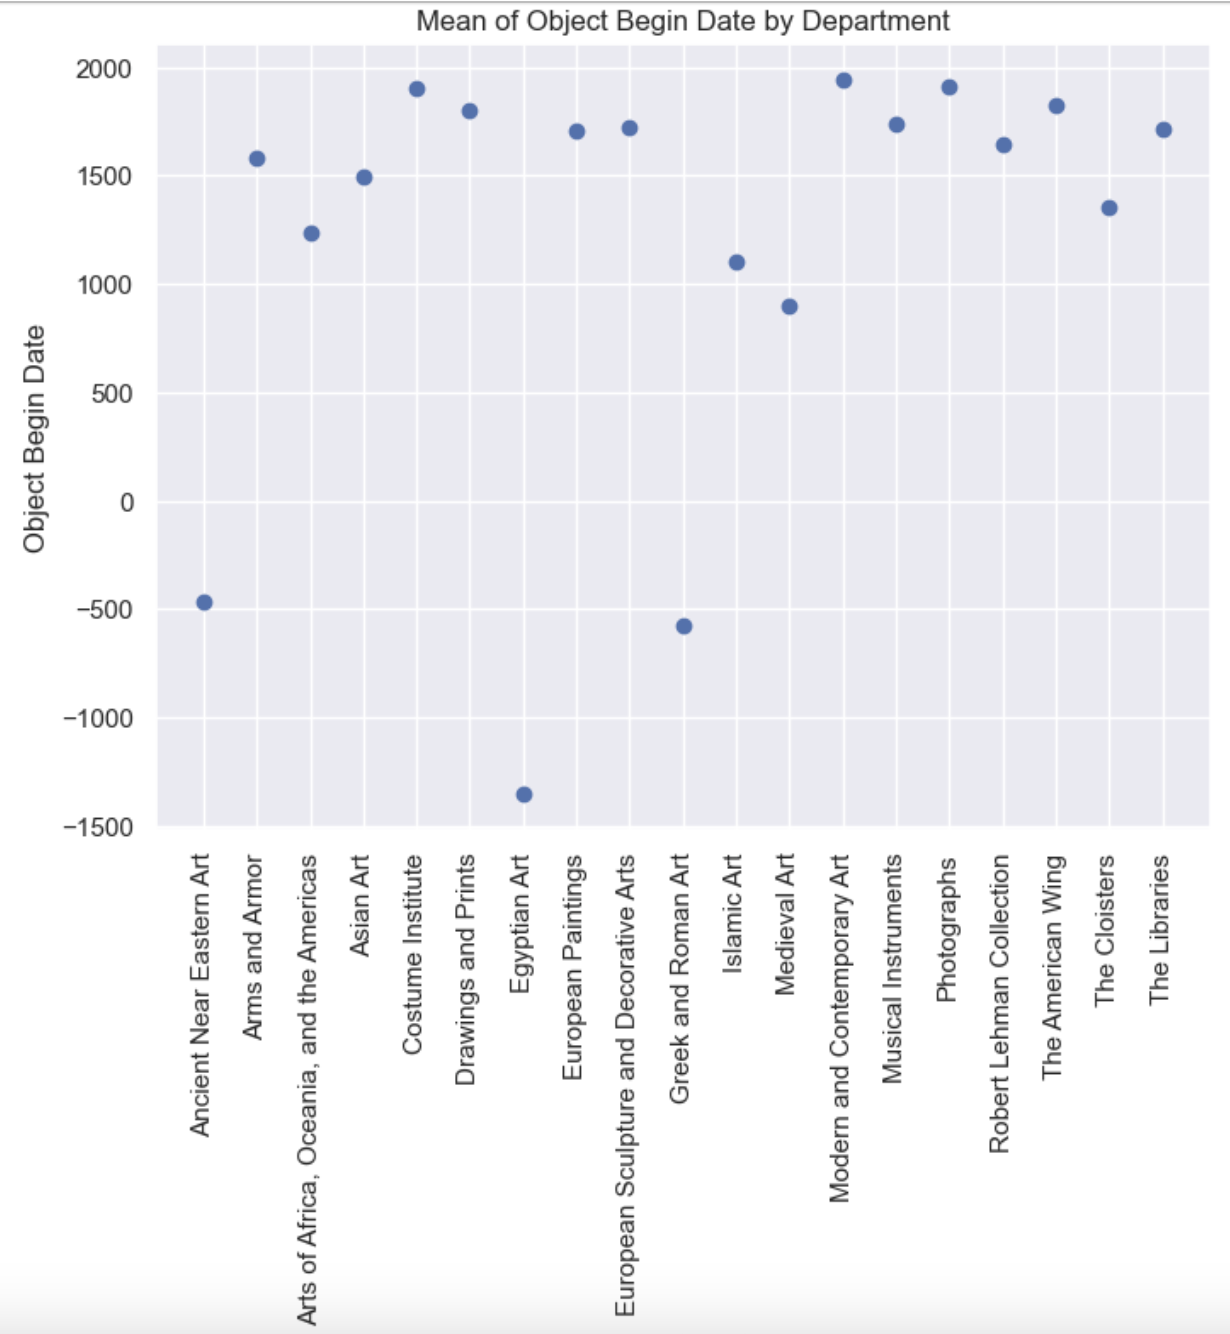 Mean of Object Begin Date by Department
2000
1500
1000
500
0
−500
−1000
−1500
Object Begin Date
Ancient Near Eastern Art
Arms and Armor
Arts of Africa, Oceania, and the Americas
Asian Art
Costume Institute
Drawings and Prints
Egyptian Art
European Paintings
European Sculpture and Decorative Arts
Greek and Roman Art
Islamic Art
Medieval Art
Modern and Contemporary Art
Musical Instruments
Photographs
Robert Lehman Collection
The American Wing
The Cloisters
The Libraries